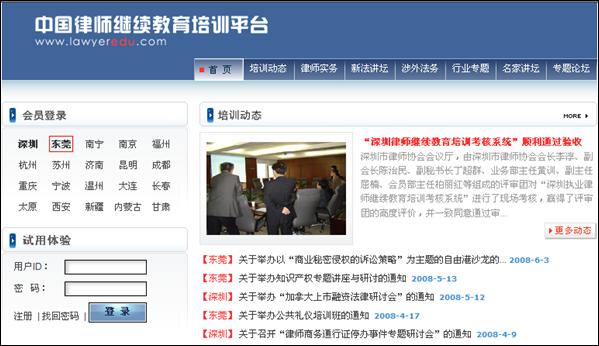 中国律师继续教育培训平台
www.lawyeredu.com
首 页 培训动态 律师实务 新法讲坛 涉外法务 行业专题 名家讲坛 专题论坛
会员登录
深圳 东莞 南宁 南京 福州
杭州 苏州 济南 昆明 成都
重庆 宁波 温州 大连 长春
太原 西安 新疆 内蒙古 甘肃
试用体验
用户ID：
密 码：
登 录
注册 | 找回密码 |
培训动态
MORE
“深圳律师继续教育培训考核系统”顺利通过验收
深圳市律师协会会议厅，由深圳市律师协会会长李淳、副
会长陈治民、副秘书长丁超群、业务部主任黄训、副主任
屈楠、会员部主任柏丽红等组成的评审团对“深圳执业律
师继续教育培训考核系统”进行了现场考核，赢得了评审
团的高度评价，并一致同意通过审...
更多动态
【东莞】关于举办以“商业秘密侵权的诉讼策略”为主题的自由港沙龙的... 2008-6-3
【东莞】关于举办知识产权专题讲座与研讨的通知 2008-5-13
【深圳】关于举办“加拿大上市融资法律研讨会”的通知 2008-5-12
【东莞】关于举办公共礼仪培训班的通知 2008-4-17
【深圳】关于召开“律师商务通行证停办事件专题研讨会”的通知 2008-4-9